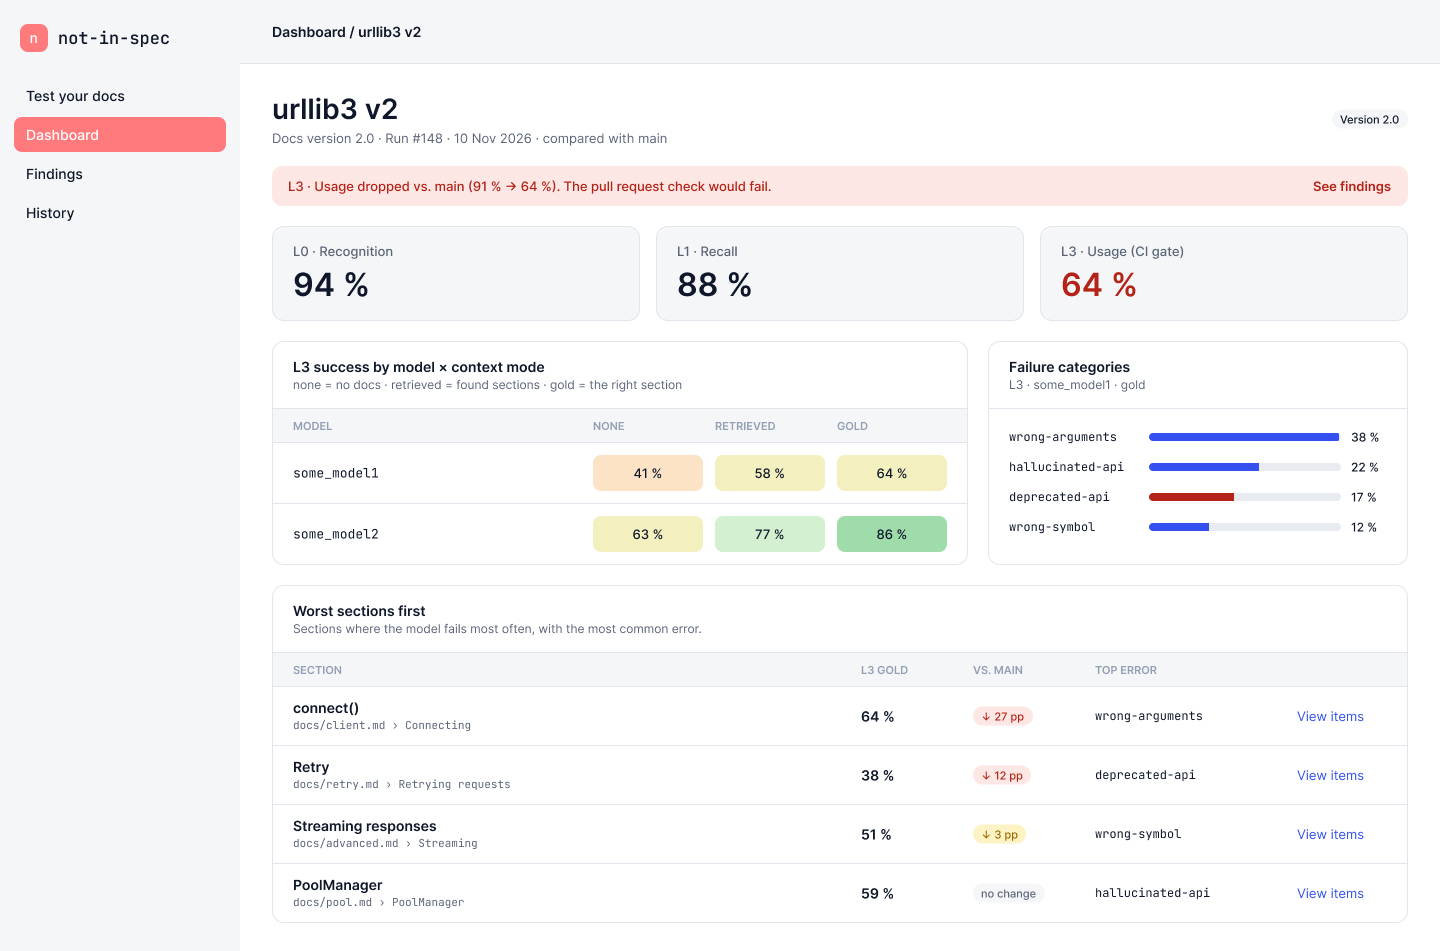 n not-in-spec
Test your docs
Dashboard
Findings
History
Dashboard / urllib3 v2
urllib3 v2
Docs version 2.0 · Run #148 · 10 Nov 2026 · compared with main
Version 2.0
L3 · Usage dropped vs. main (91 % → 64 %). The pull request check would fail.
See findings
L0 · Recognition
94 %
L1 · Recall
88 %
L3 · Usage (CI gate)
64 %
L3 success by model × context mode
none = no docs · retrieved = found sections · gold = the right section
MODEL NONE RETRIEVED GOLD
some_model1 41 % 58 % 64 %
some_model2 63 % 77 % 86 %
Failure categories
L3 · some_model1 · gold
wrong-arguments 38 %
hallucinated-api 22 %
deprecated-api 17 %
wrong-symbol 12 %
Worst sections first
Sections where the model fails most often, with the most common error.
SECTION L3 GOLD VS. MAIN TOP ERROR
connect()
docs/client.md › Connecting
64 % ↓ 27 pp wrong-arguments View items
Retry
docs/retry.md › Retrying requests
38 % ↓ 12 pp deprecated-api View items
Streaming responses
docs/advanced.md › Streaming
51 % ↓ 3 pp wrong-symbol View items
PoolManager
docs/pool.md › PoolManager
59 % no change hallucinated-api View items